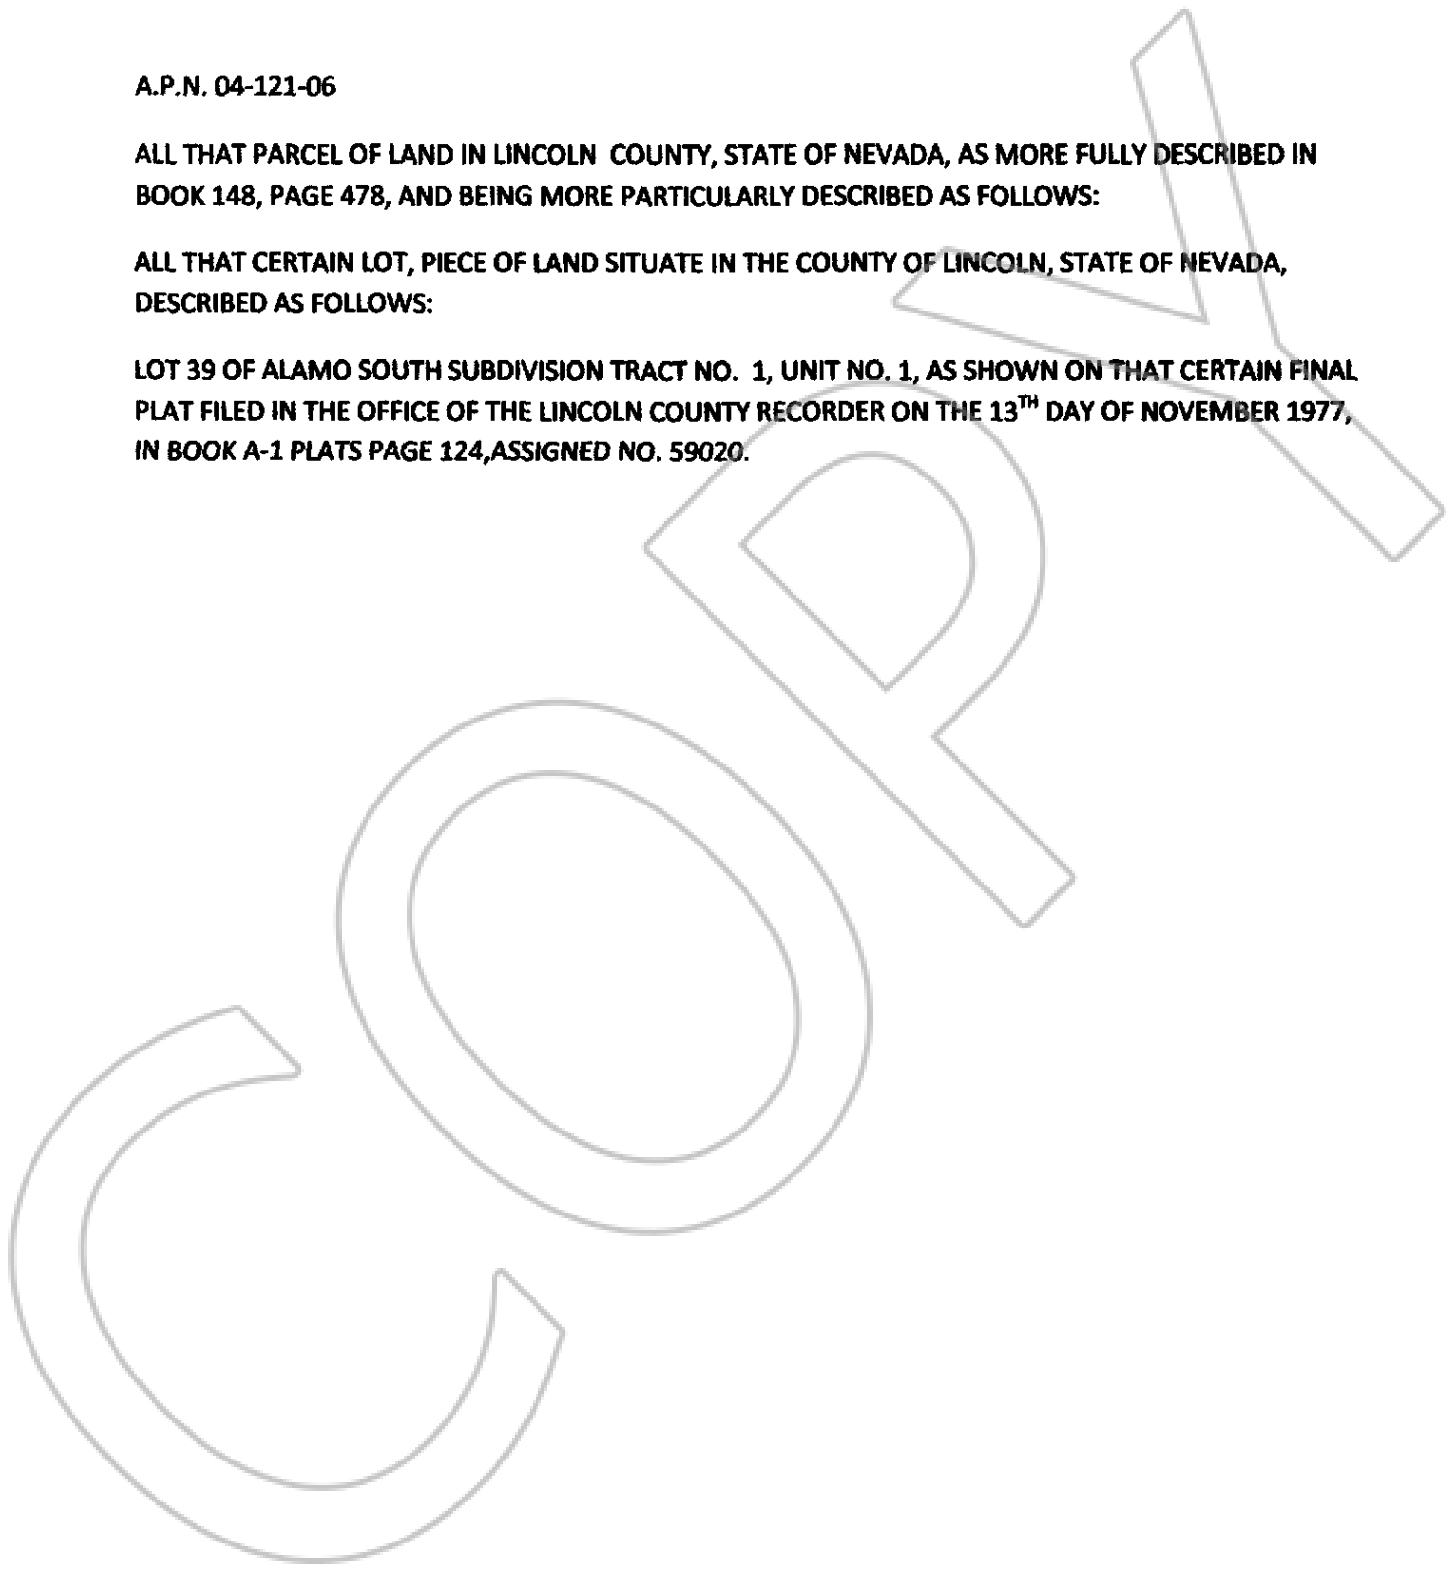 A.P.N. 04-121-06
ALL THAT PARCEL OF LAND IN LINCOLN COUNTY, STATE OF NEVADA, AS MORE FULLY DESCRIBED IN
BOOK 148, PAGE 478, AND BEING MORE PARTICULARLY DESCRIBED AS FOLLOWS:
ALL THAT CERTAIN LOT, PIECE OF LAND SITUATE IN THE COUNTY OF LINCOLN, STATE OF NEVADA,
DESCRIBED AS FOLLOWS:
LOT 39 OF ALAMO SOUTH SUBDIVISION TRACT NO. 1, UNIT NO. 1, AS SHOWN ON THAT CERTAIN FINAL
PLAT FILED IN THE OFFICE OF THE LINCOLN COUNTY RECORDER ON THE 13TH DAY OF NOVEMBER 1977,
IN BOOK A-1 PLATS PAGE 124,ASSIGNED NO. 59020.
COPY